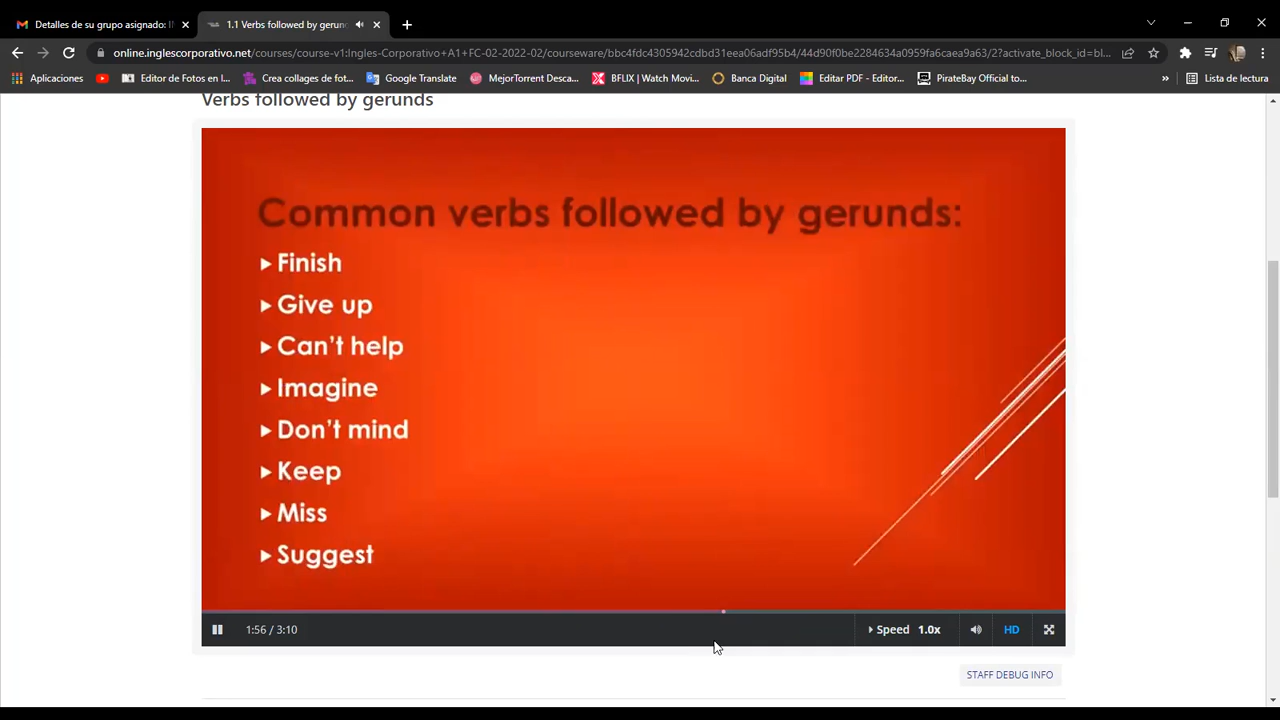 Detalles de su grupo asignado: I
1.1 Verbs followed by gerun
online.inglescorporativo.net/courses/course-v1:Ingles-Corporativo+A1+FC-02-2022-02/courseware/bbc4fdc4305942cdbd31eea06adf95b4/44d90f0be2284634a0959fa6caea9a63/2?activate_block_id=bl...
Aplicaciones
Editor de Fotos en l...
Crea collages de fot...
Google Translate
MejorTorrent Desca...
BFLIX | Watch Movi...
Banca Digital
Editar PDF - Editor...
PirateBay Official to...
»
Lista de lectura
Verbs followed by gerunds
Common verbs followed by gerunds:
Finish
Give up
Can't help
Imagine
Don't mind
Keep
Miss
Suggest
1:56 / 3:10
Speed 1.0x
HD
STAFF DEBUG INFO